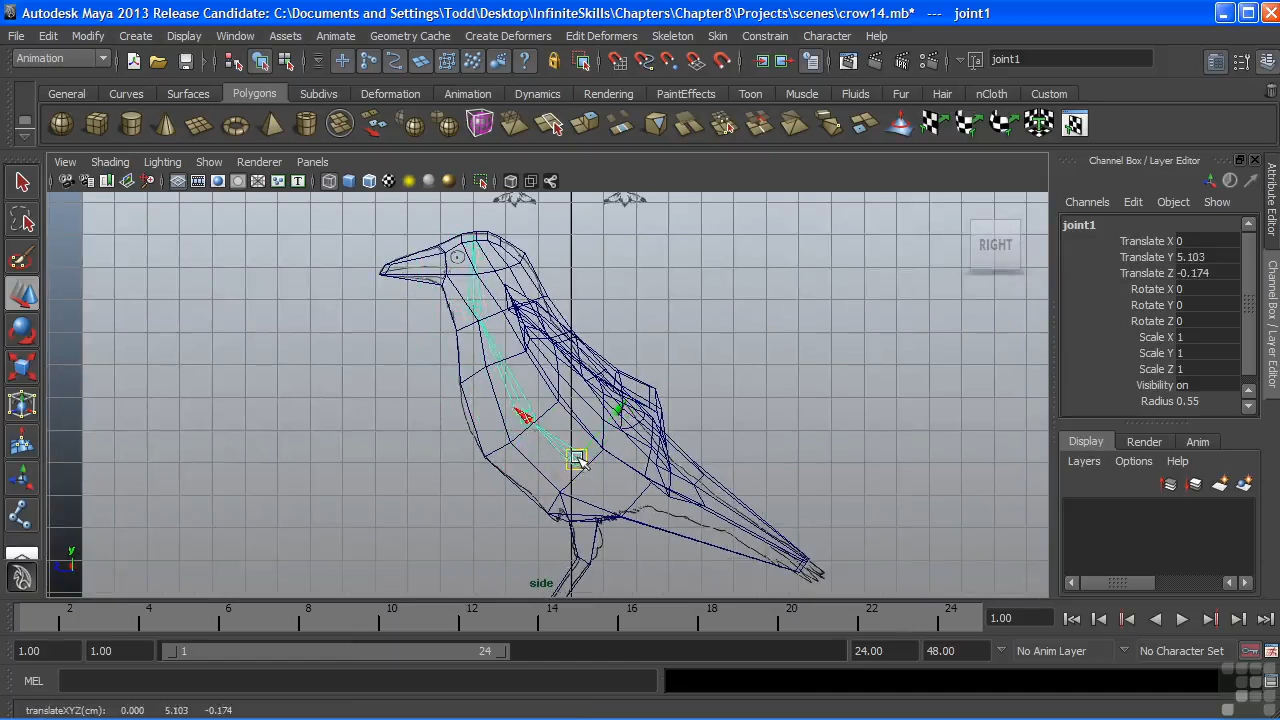 Autodesk Maya 2013 Release Candidate: C:\Documents and Settings\Todd\Desktop\InfiniteSkills\Chapters\Chapter8\Projects\scenes\crow14.mb* --- joint1
File Edit Modify Create Display Window Assets Animate Geometry Cache Create Deformers Edit Deformers Skeleton Skin Constrain Character Help
Animation
joint1
General Curves Surfaces Polygons Subdivs Deformation Animation Dynamics Rendering PaintEffects Toon Muscle Fluids Fur Hair nCloth Custom
View Shading Lighting Show Renderer Panels
Channel Box / Layer Editor
Channels Edit Object Show
joint1
Translate X 0
Translate Y 5.103
Translate Z -0.174
Rotate X 0
Rotate Y 0
Rotate Z 0
Scale X 1
Scale Y 1
Scale Z 1
Visibility on
Radius 0.55
Attribute Editor
Channel Box / Layer Editor
RIGHT
Display Render Anim
Layers Options Help
y
side
2 4 6 8 10 12 14 16 18 20 22 24
1.00
1.00 1.00 1 24 24.00 48.00 No Anim Layer No Character Set
MEL
translateXYZ(cm): 0.000 5.103 -0.174